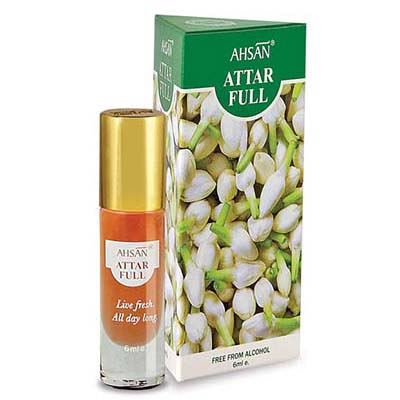 AHSAN®
ATTAR
FULL
FREE FROM ALCOHOL
6ml e.
AHSAN®
ATTAR
FULL
Live fresh.
All day long.
6ml e